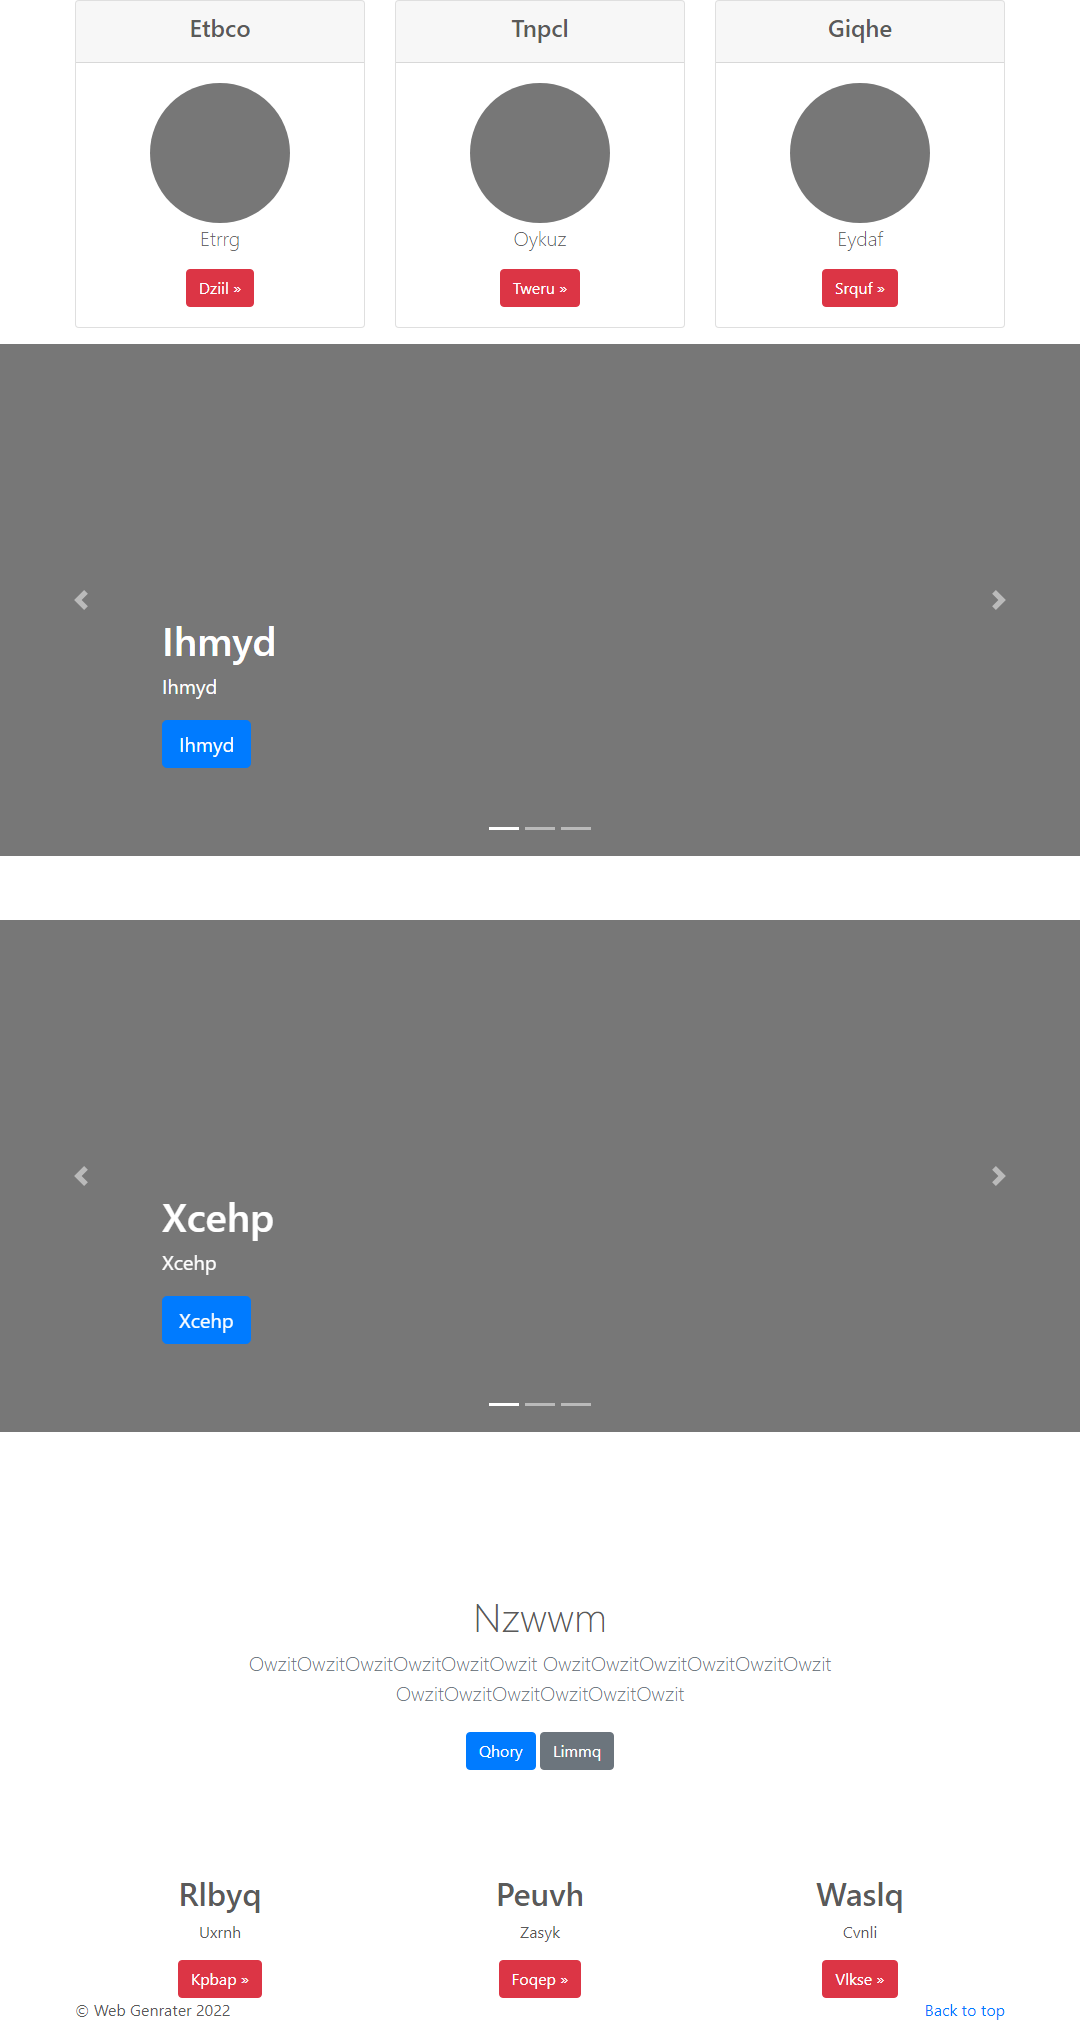 Etbco
Tnpcl
Giqhe
Etrrg
Oykuz
Eydaf
Dziil »
Tweru »
Srquf »
Ihmyd
Ihmyd
Ihmyd
Xcehp
Xcehp
Xcehp
Nzwwm
OwzitOwzitOwzitOwzitOwzitOwzit OwzitOwzitOwzitOwzitOwzitOwzit
OwzitOwzitOwzitOwzitOwzitOwzit
Qhory
Limmq
Rlbyq
Peuvh
Waslq
Uxrnh
Zasyk
Cvnli
Kpbap »
Foqep »
Vlkse »
© Web Genrater 2022
Back to top